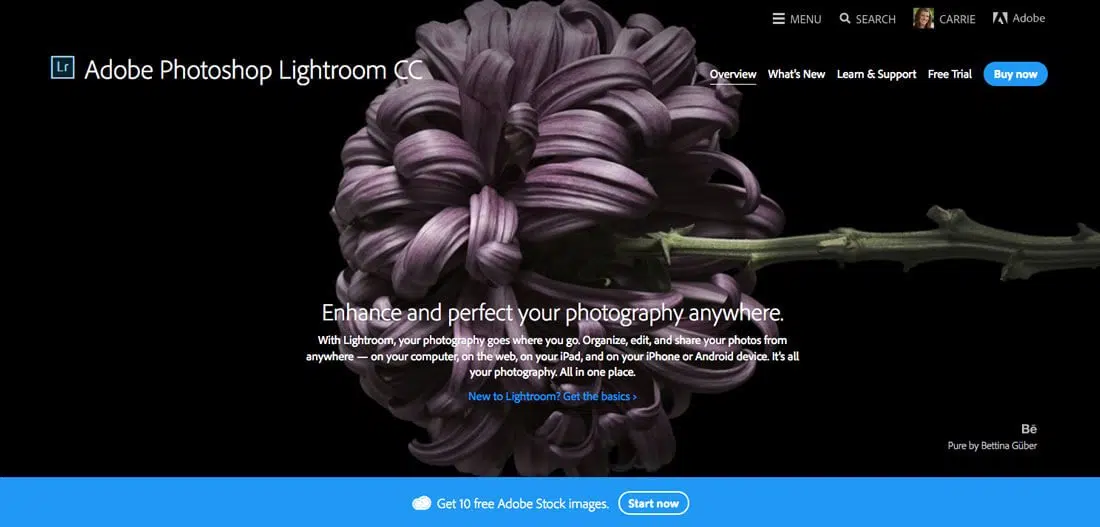 MENU SEARCH CARRIE Adobe
Lr Adobe Photoshop Lightroom CC
Overview What's New Learn & Support Free Trial Buy now
Enhance and perfect your photography anywhere.
With Lightroom, your photography goes where you go. Organize, edit, and share your photos from
anywhere — on your computer, on the web, on your iPad, and on your iPhone or Android device. It's all
your photography. All in one place.
New to Lightroom? Get the basics >
Bē
Pure by Bettina Güber
Get 10 free Adobe Stock images. Start now